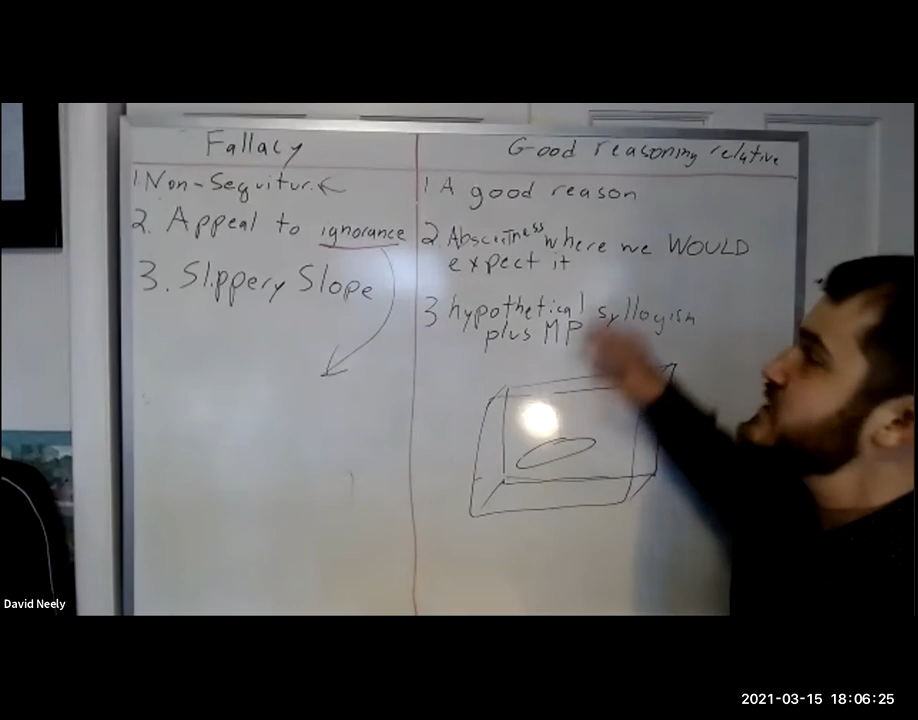 Fallacy
Good reasoning relative
1 Non-Sequitur.
2. Appeal to ignorance
3. Slippery Slope
1 A good reason
2 where we WOULD
expect it
3 hypothetical syllogism
plus MP
David Neely
2021-03-15 18:06:25